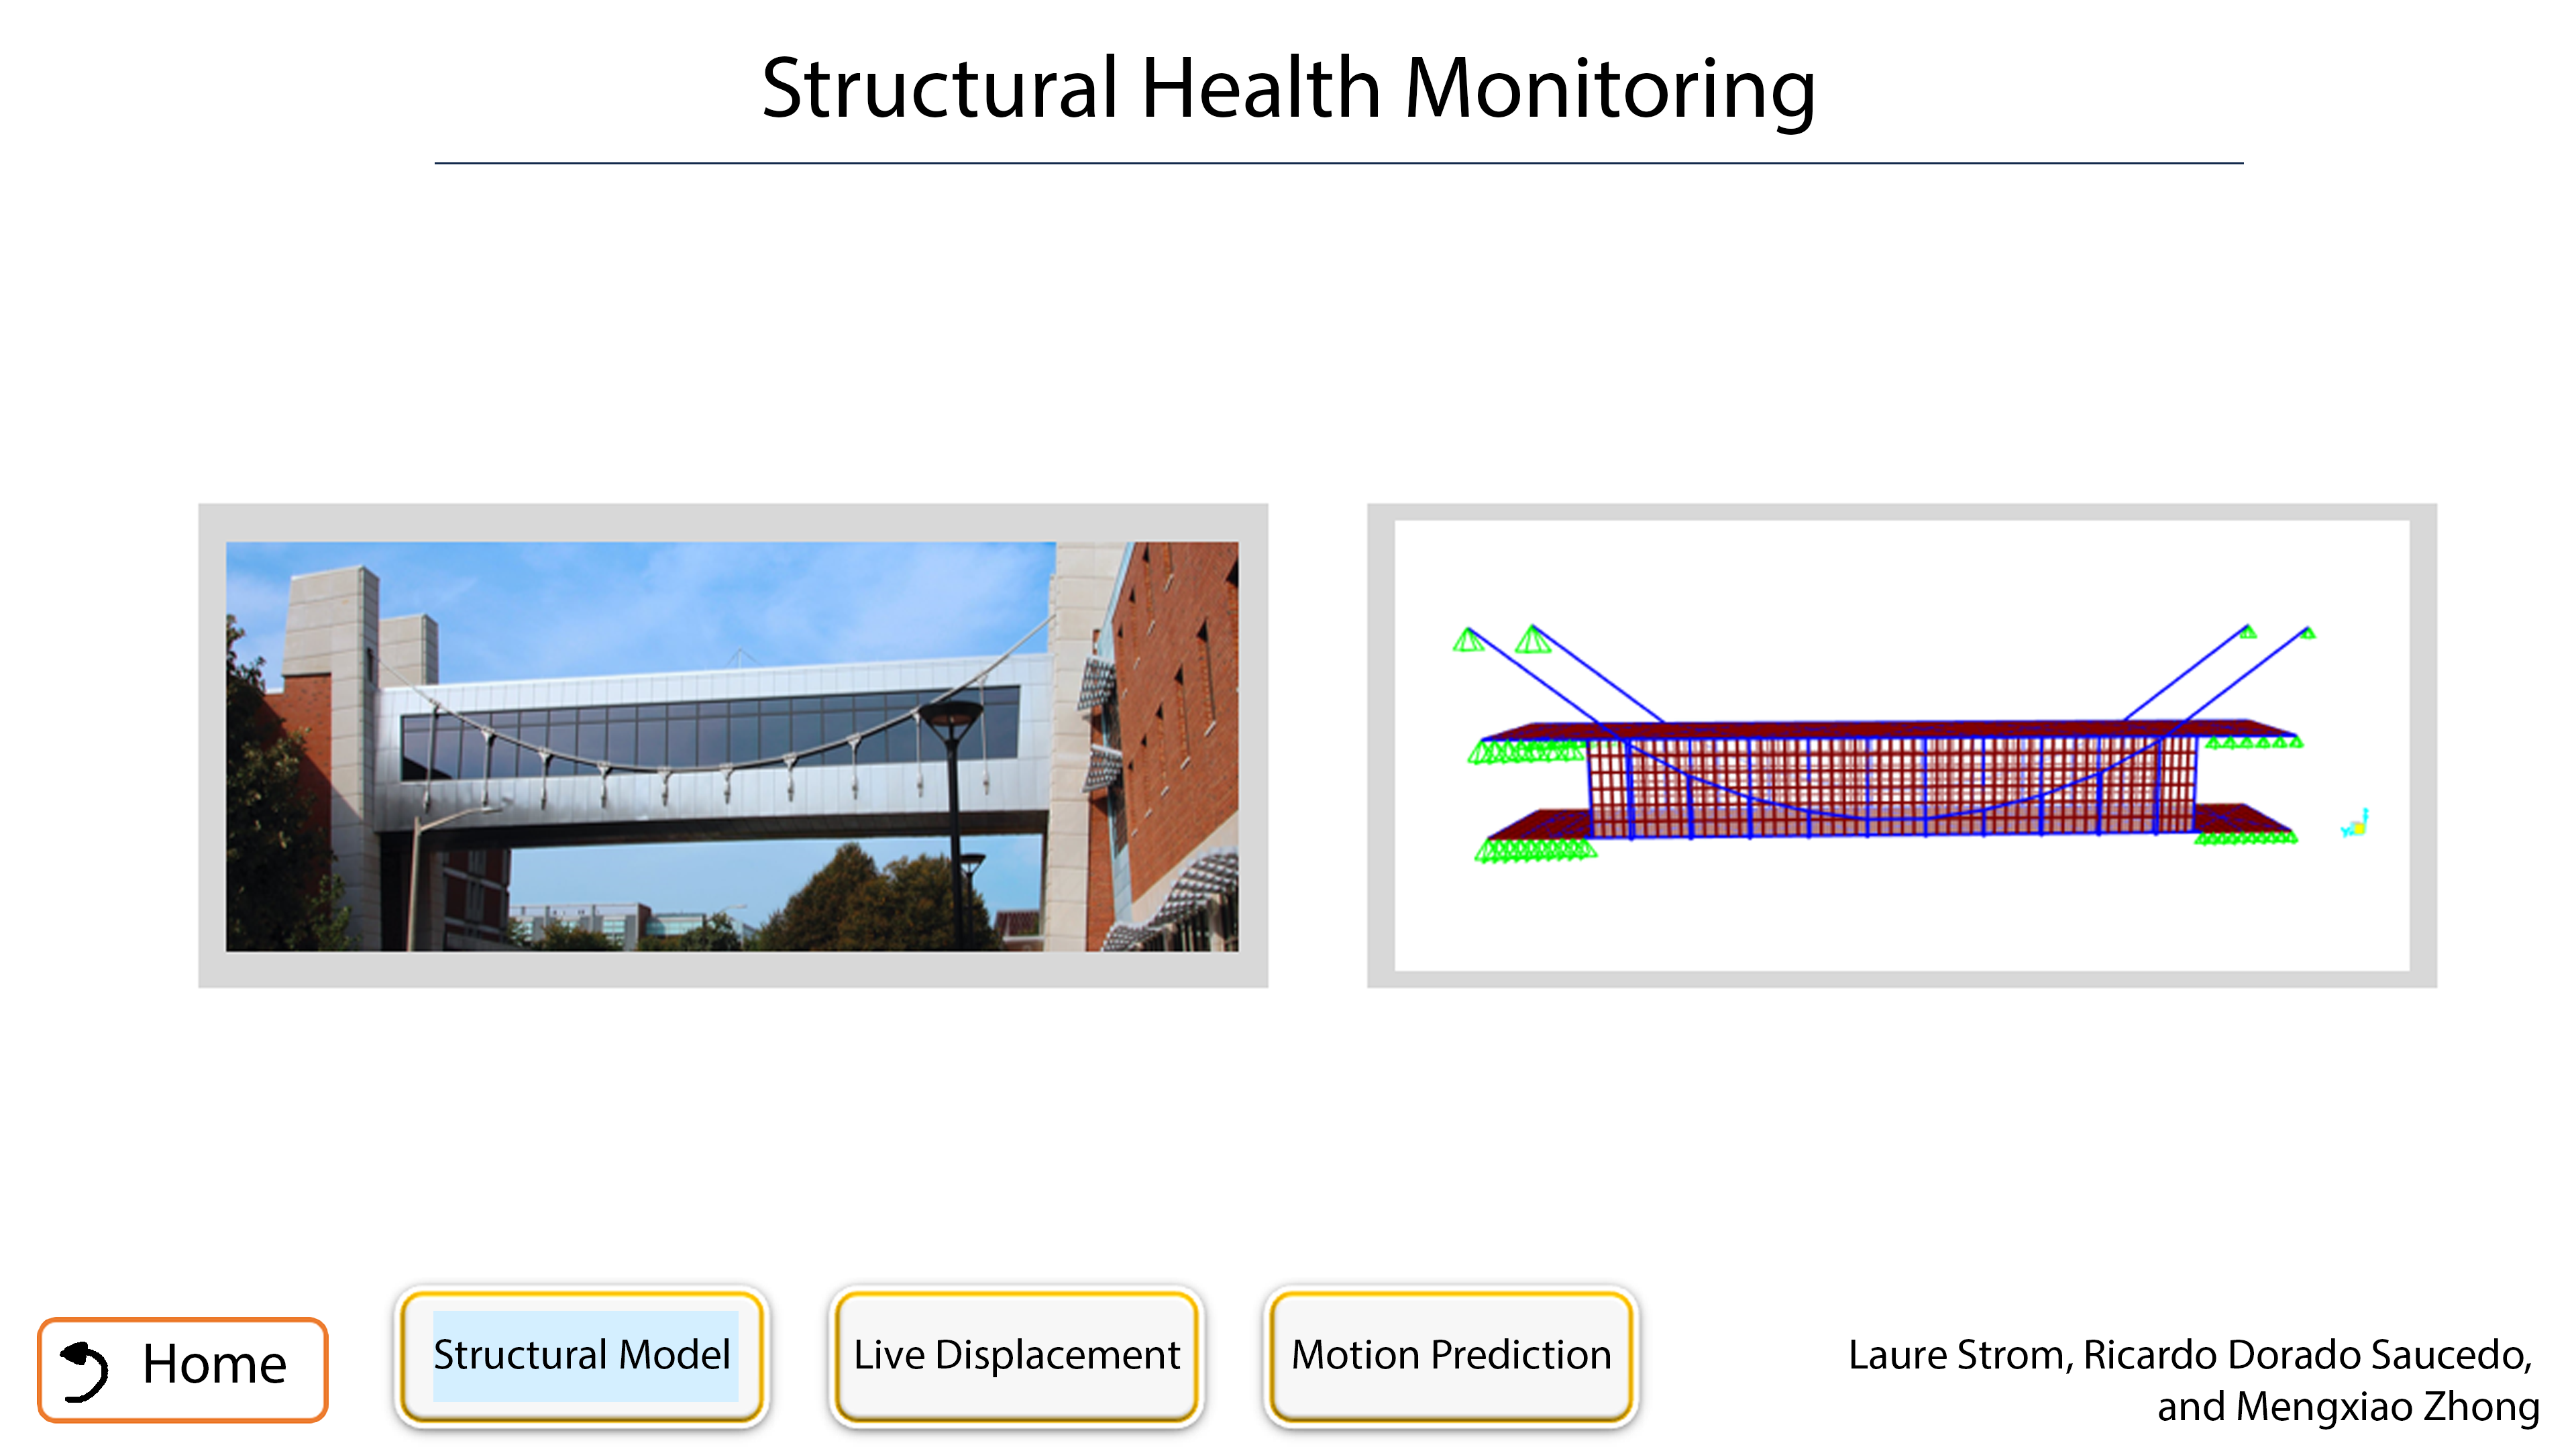 Structural Health Monitoring
Home
Structural Model
Live Displacement
Motion Prediction
Laure Strom, Ricardo Dorado Saucedo,
and Mengxiao Zhong